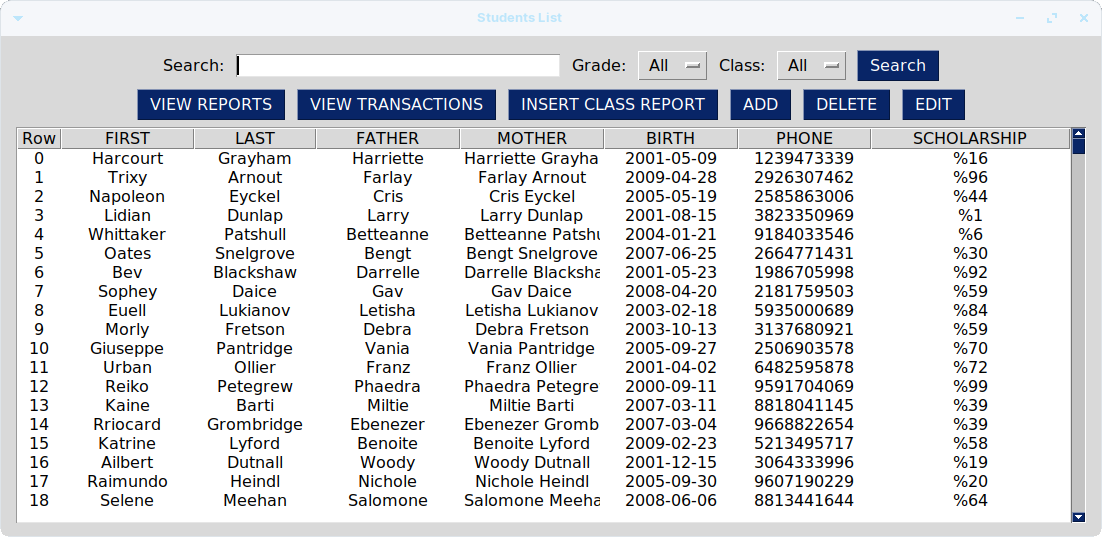 Students List
Search: Grade: All Class: All Search
VIEW REPORTS VIEW TRANSACTIONS INSERT CLASS REPORT ADD DELETE EDIT
Row FIRST LAST FATHER MOTHER BIRTH PHONE SCHOLARSHIP
0 Harcourt Grayham Harriette Harriette Grayha 2001-05-09 1239473339 %16
1 Trixy Arnout Farlay Farlay Arnout 2009-04-28 2926307462 %96
2 Napoleon Eyckel Cris Cris Eyckel 2005-05-19 2585863006 %44
3 Lidian Dunlap Larry Larry Dunlap 2001-08-15 3823350969 %1
4 Whittaker Patshull Betteanne Betteanne Patshu 2004-01-21 9184033546 %6
5 Oates Snelgrove Bengt Bengt Snelgrove 2007-06-25 2664771431 %30
6 Bev Blackshaw Darrelle Darrelle Blacksha 2001-05-23 1986705998 %92
7 Sophey Daice Gav Gav Daice 2008-04-20 2181759503 %59
8 Euell Lukianov Letisha Letisha Lukianov 2003-02-18 5935000689 %84
9 Morly Fretson Debra Debra Fretson 2003-10-13 3137680921 %59
10 Giuseppe Pantridge Vania Vania Pantridge 2005-09-27 2506903578 %70
11 Urban Ollier Franz Franz Ollier 2001-04-02 6482595878 %72
12 Reiko Petegrew Phaedra Phaedra Petegre 2000-09-11 9591704069 %99
13 Kaine Barti Miltie Miltie Barti 2007-03-11 8818041145 %39
14 Rriocard Grombridge Ebenezer Ebenezer Gromb 2007-03-04 9668822654 %39
15 Katrine Lyford Benoite Benoite Lyford 2009-02-23 5213495717 %58
16 Ailbert Dutnall Woody Woody Dutnall 2001-12-15 3064333996 %19
17 Raimundo Heindl Nichole Nichole Heindl 2005-09-30 9607190229 %20
18 Selene Meehan Salomone Salomone Meeha 2008-06-06 8813441644 %64